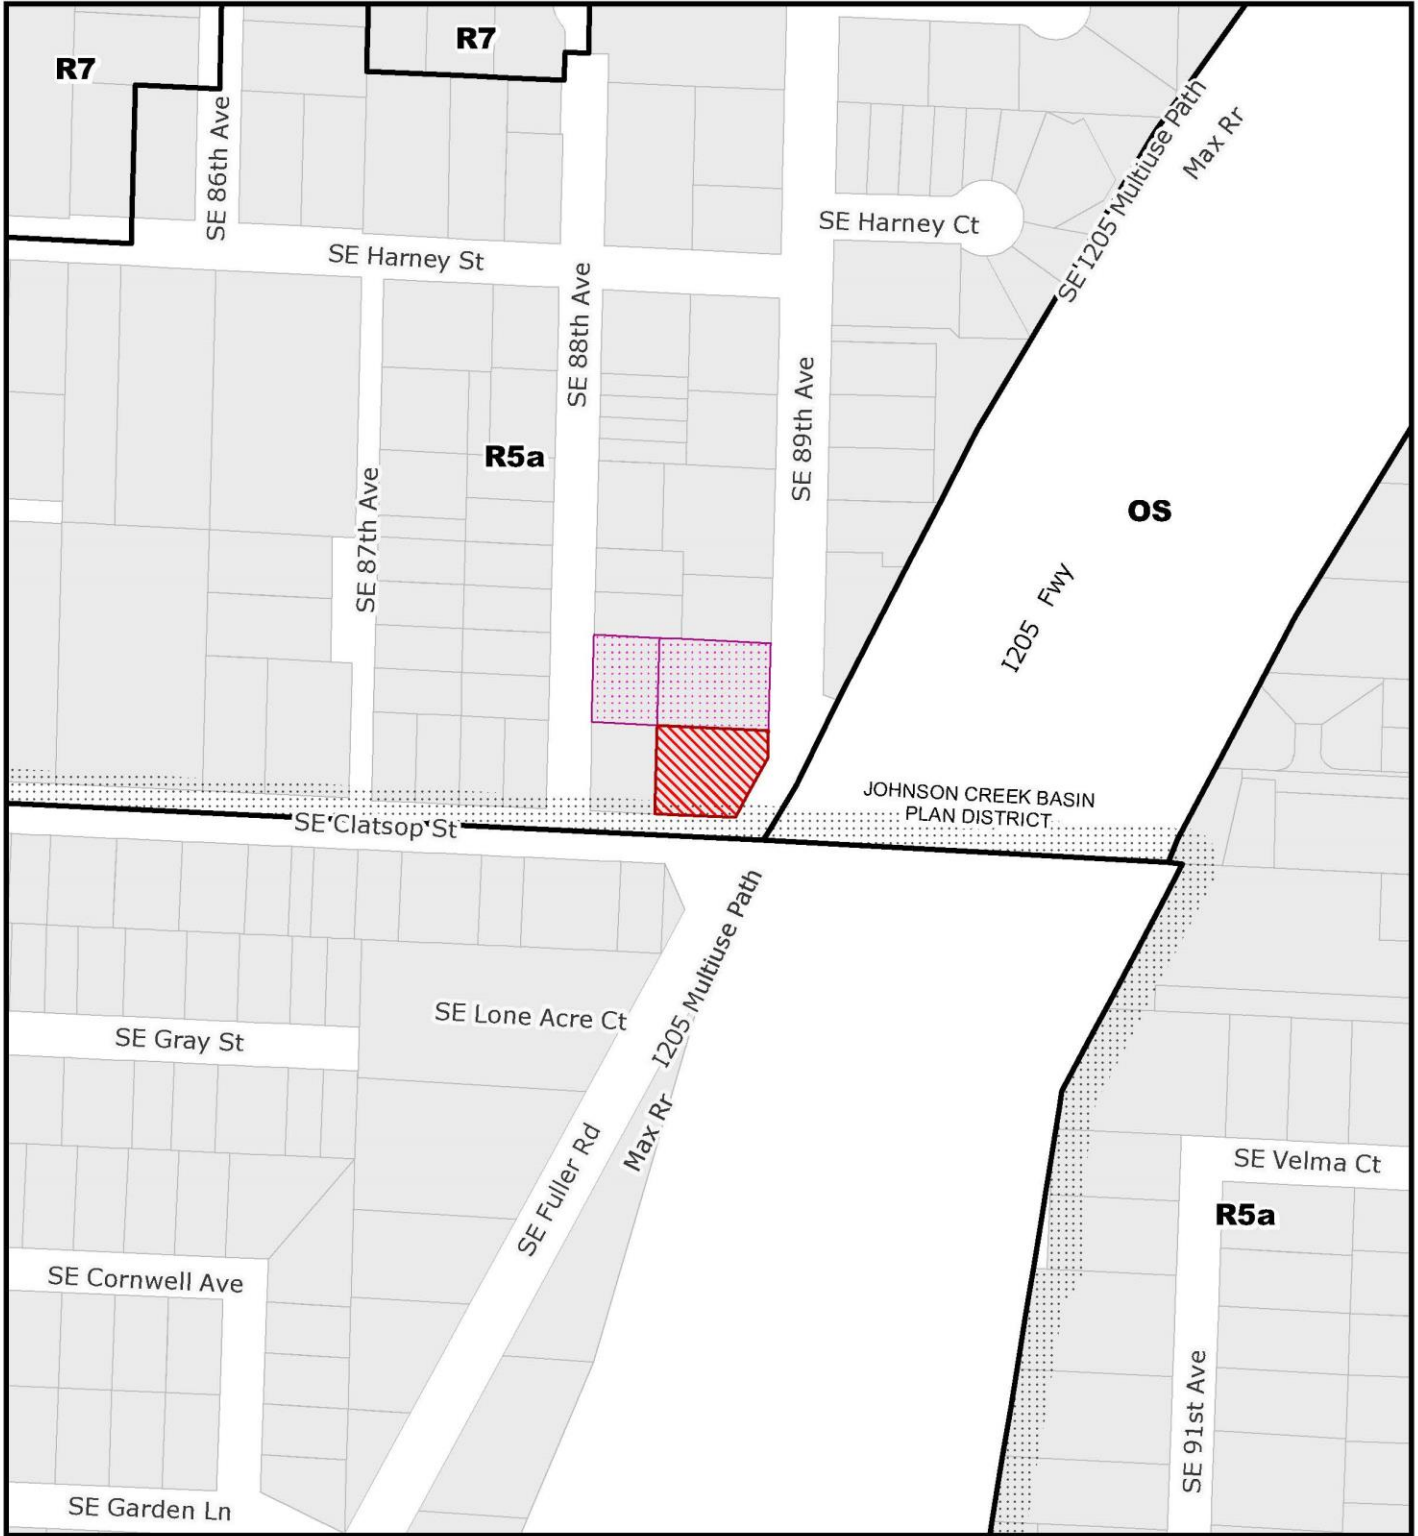 R7
R7
SE 86th Ave
SE I205 Multiuse Path
Max Rr
SE Harney Ct
SE Harney St
SE 88th Ave
SE 89th Ave
R5a
SE 87th Ave
OS
I205 Fwy
JOHNSON CREEK BASIN
PLAN DISTRICT
SE Clatsop St
I205 Multiuse Path
SE Lone Acre Ct
SE Gray St
Max Rr
SE Fuller Rd
SE Velma Ct
R5a
SE Cornwell Ave
SE 91st Ave
SE Garden Ln